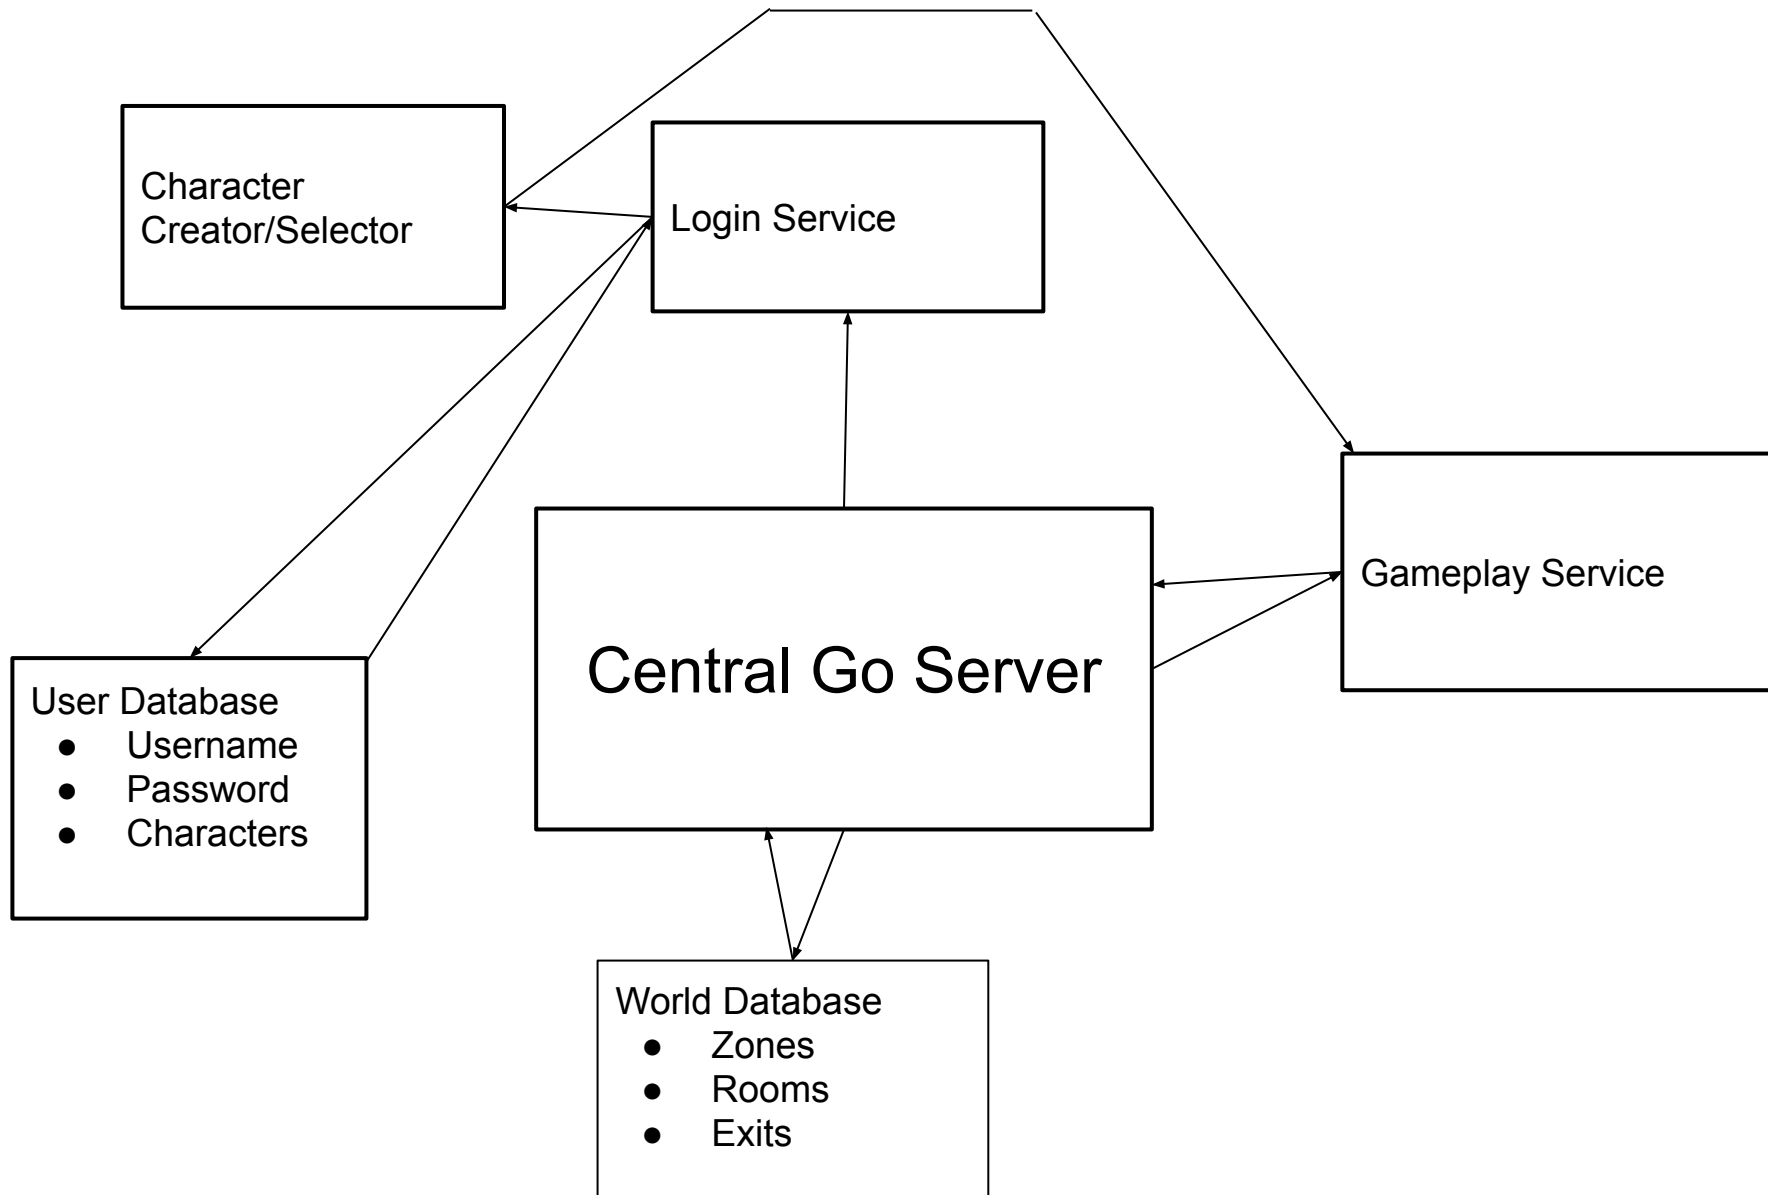 Character
Creator/Selector
Login Service
Gameplay Service
Central Go Server
User Database
● Username
● Password
● Characters
World Database
● Zones
● Rooms
● Exits